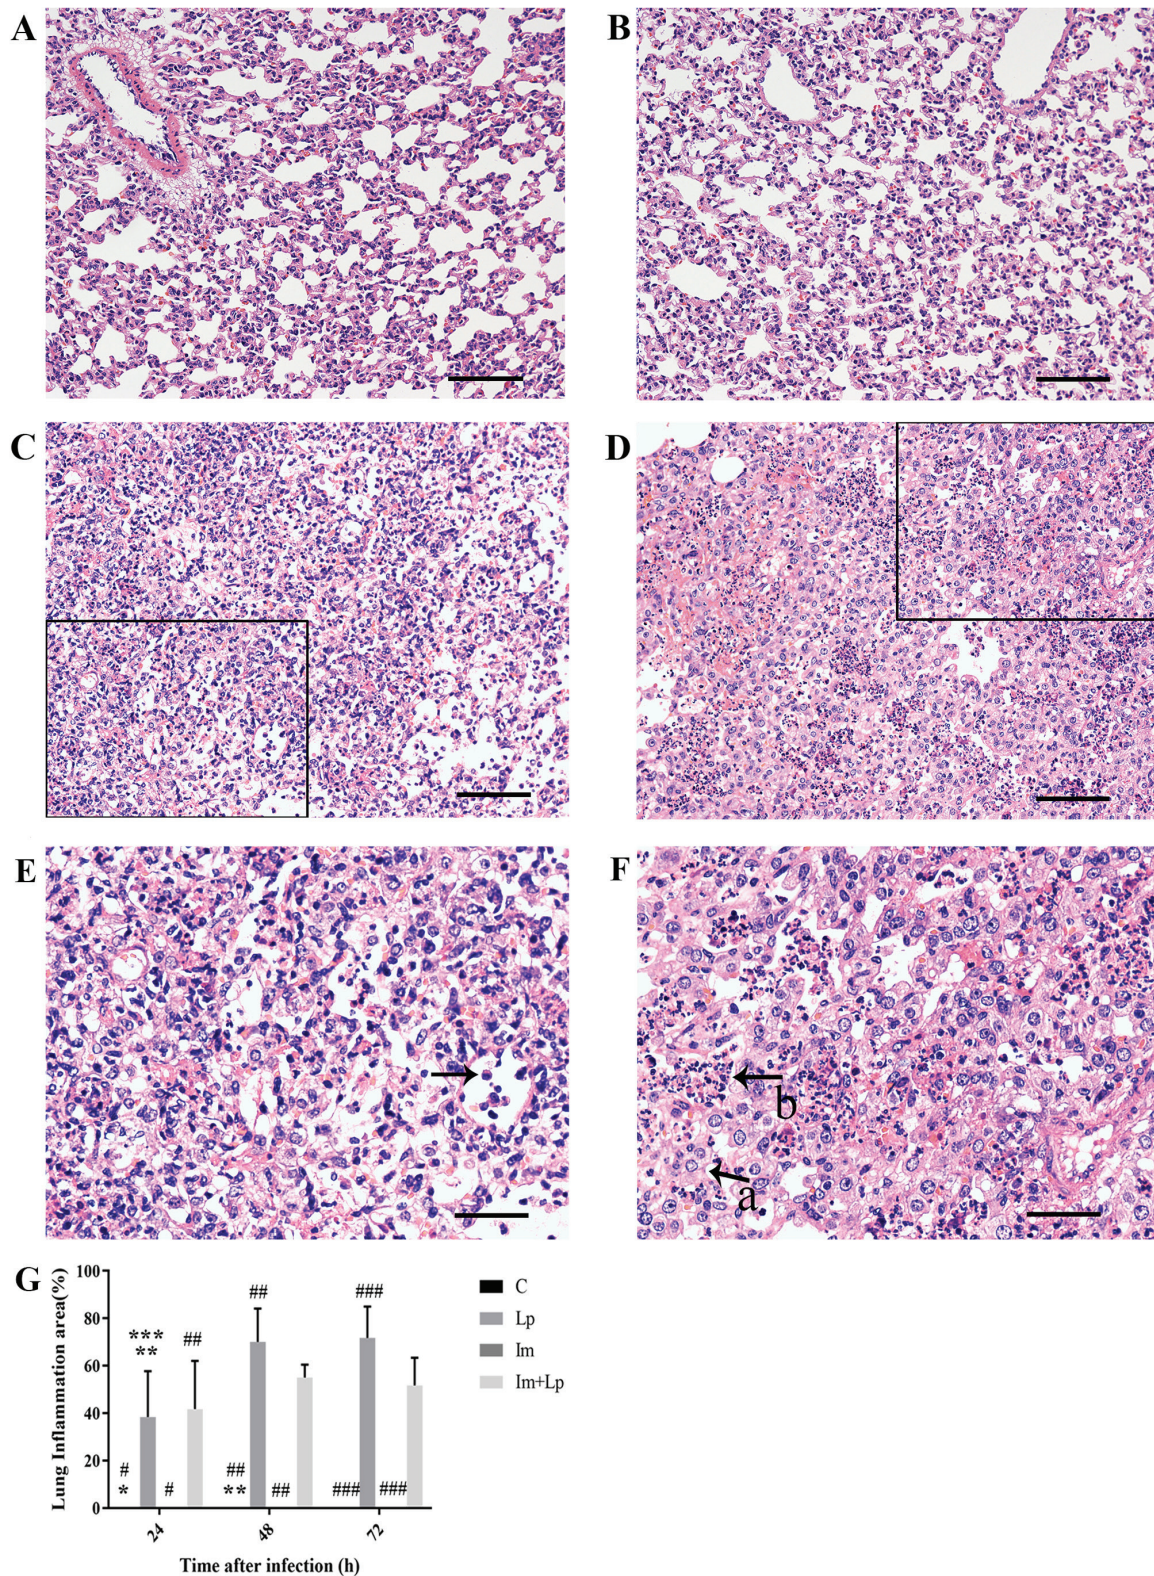 A
B
C
D
E
F
b
a
G
Lung Inflammation area(%)
100
80
60
40
20
0
#
*
***
**
#
##
##
**
##
##
###
###
###
24
48
72
Time after infection (h)
C
Lp
Im
Im+Lp